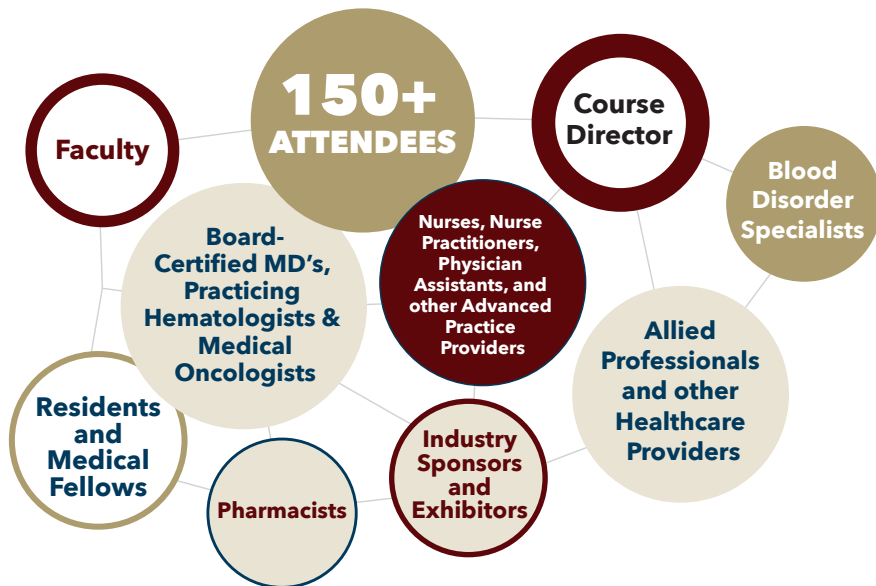 150+
ATTENDEES
Faculty
Course
Director
Blood
Disorder
Specialists
Board-
Certified MD's,
Practicing
Hematologists &
Medical
Oncologists
Nurses, Nurse
Practitioners,
Physician
Assistants, and
other Advanced
Practice
Providers
Allied
Professionals
and other
Healthcare
Providers
Residents
and
Medical
Fellows
Pharmacists
Industry
Sponsors
and
Exhibitors